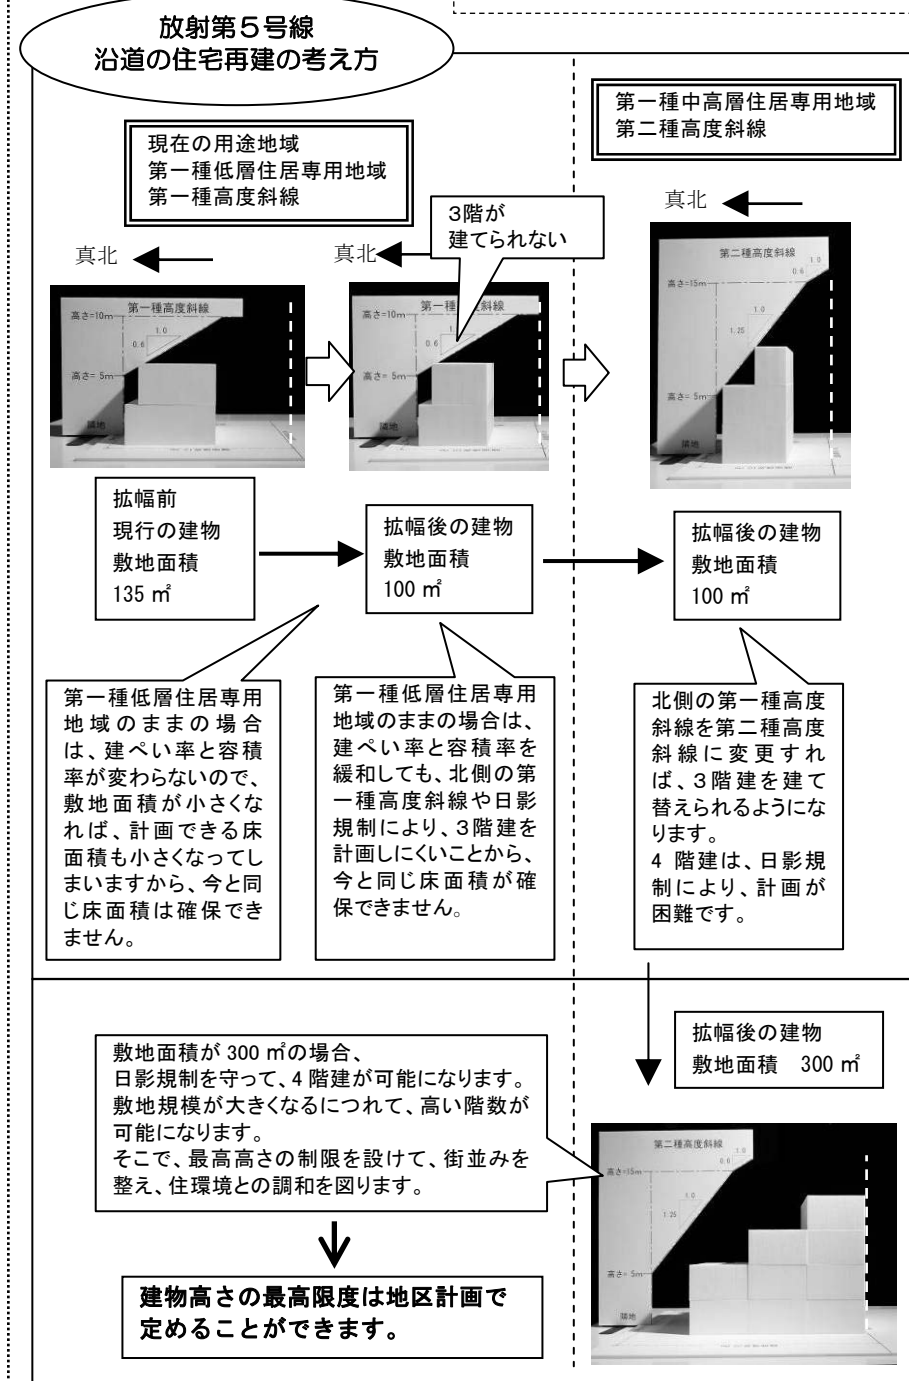 放射第５号線
沿道の住宅再建の考え方
現在の用途地域
第一種低層住居専用地域
第一種高度斜線
第一種中高層住居専用地域
第二種高度斜線
３階が
建てられない
真北
真北
真北
第一種高度斜線
高さ=10m
1.0
0.6
高さ= 5m
隣地
第一種高度斜線
高さ=10m
1.0
0.6
高さ= 5m
隣地
第二種高度斜線
1.0
0.6
高さ=15m
1.0
1.25
高さ= 5m
隣地
拡幅前
現行の建物
敷地面積
135 ㎡
拡幅後の建物
敷地面積
100 ㎡
拡幅後の建物
敷地面積
100 ㎡
第一種低層住居専用
地域のままの場合
は、建ぺい率と容積
率が変わらないので、
敷地面積が小さくな
れば、計画できる床
面積も小さくなってし
まいますから、今と同
じ床面積は確保でき
ません。
第一種低層住居専用
地域のままの場合は、
建ぺい率と容積率を
緩和しても、北側の第
一種高度斜線や日影
規制により、３階建を
計画しにくいことから、
今と同じ床面積が確
保できません。
北側の第一種高度
斜線を第二種高度
斜線に変更すれ
ば、３階建を建て
替えられるようにな
ります。
4 階建は、日影規
制により、計画が
困難です。
敷地面積が 300 ㎡の場合、
日影規制を守って、4 階建が可能になります。
敷地規模が大きくなるにつれて、高い階数が
可能になります。
そこで、最高高さの制限を設けて、街並みを
整え、住環境との調和を図ります。
建物高さの最高限度は地区計画で
定めることができます。
拡幅後の建物
敷地面積　300 ㎡
第二種高度斜線
1.0
0.6
高さ=15m
1.0
1.25
高さ= 5m
隣地